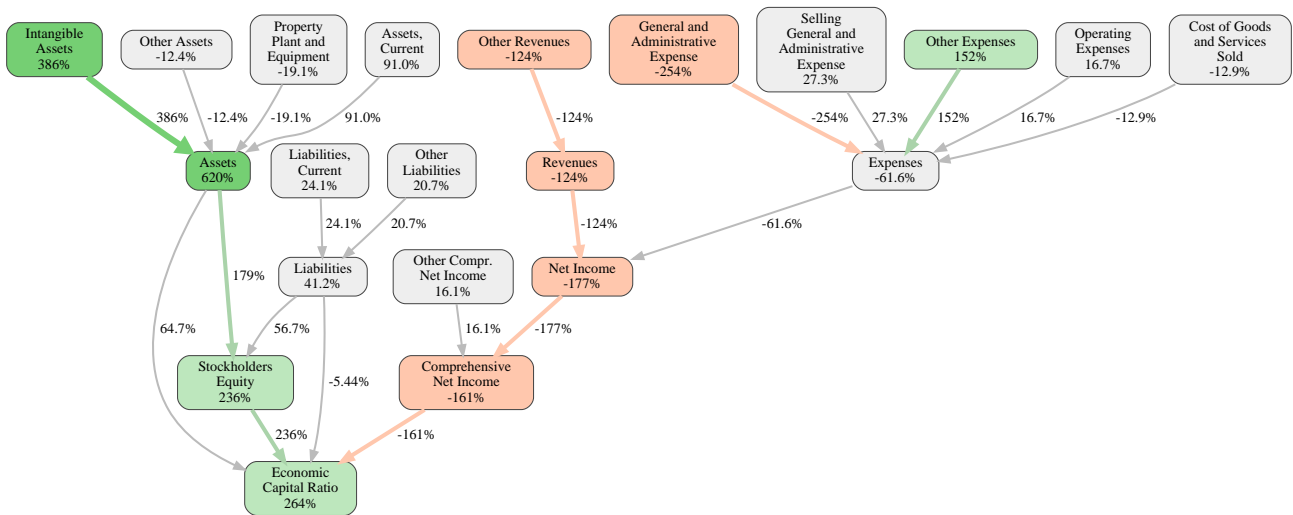 Intangible
Assets
386%
Other Assets
-12.4%
Property
Plant and
Equipment
-19.1%
Assets,
Current
91.0%
Other Revenues
-124%
General and
Administrative
Expense
-254%
Selling
General and
Administrative
Expense
27.3%
Other Expenses
152%
Operating
Expenses
16.7%
Cost of Goods
and Services
Sold
-12.9%
386%
-12.4%
-19.1%
91.0%
-124%
-254%
27.3%
152%
16.7%
-12.9%
Assets
620%
Liabilities,
Current
24.1%
Other
Liabilities
20.7%
Revenues
-124%
Expenses
-61.6%
24.1%
20.7%
-124%
-61.6%
179%
Liabilities
41.2%
Other Compr.
Net Income
16.1%
Net Income
-177%
64.7%
56.7%
16.1%
-177%
Stockholders
Equity
236%
-5.44%
Comprehensive
Net Income
-161%
236%
-161%
Economic
Capital Ratio
264%